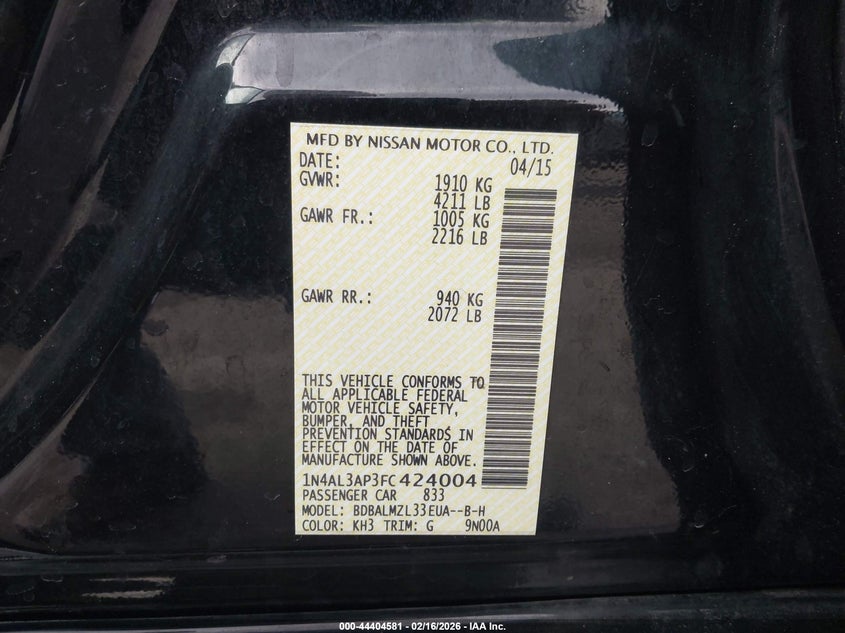 MFD BY NISSAN MOTOR CO., LTD.
DATE: 04/15
GVWR: 1910 KG
4211 LB
GAWR FR.: 1005 KG
2216 LB
GAWR RR.: 940 KG
2072 LB
THIS VEHICLE CONFORMS TO
ALL APPLICABLE FEDERAL
MOTOR VEHICLE SAFETY,
BUMPER, AND THEFT
PREVENTION STANDARDS IN
EFFECT ON THE DATE OF
MANUFACTURE SHOWN ABOVE.
1N4AL3AP3FC424004
PASSENGER CAR 833
MODEL: BDBALMZL33EUA--B-H
COLOR: KH3 TRIM: G 9N00A
000-44404581 - 02/16/2026 - IAA Inc.